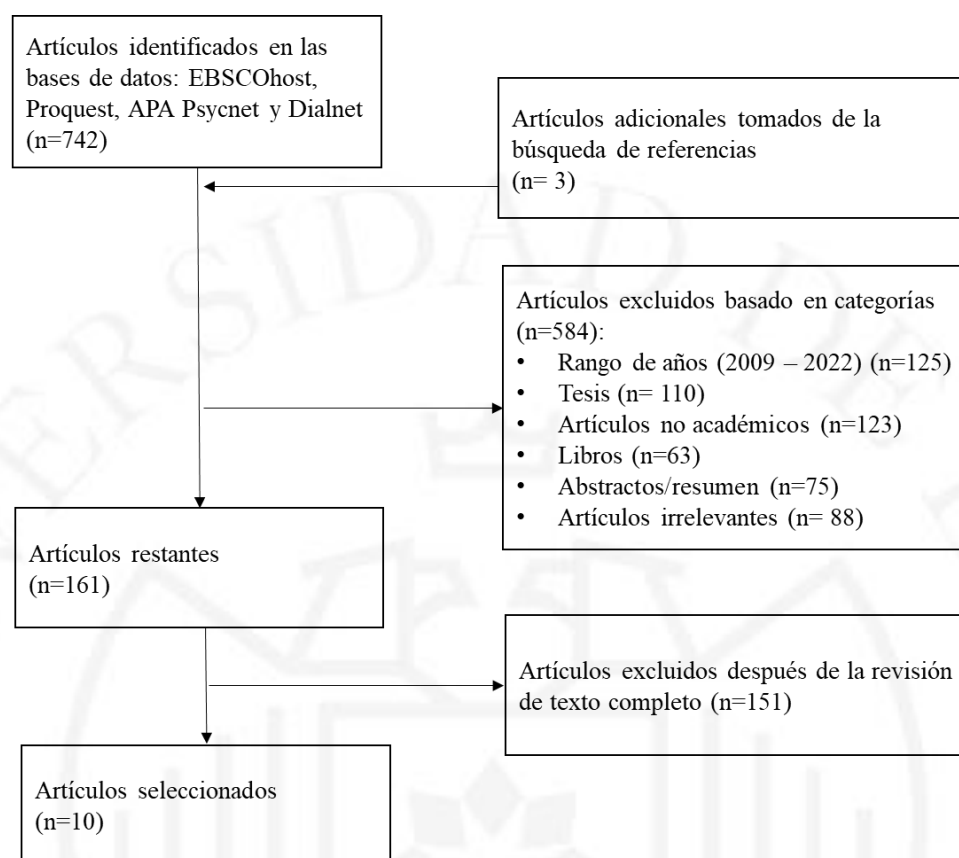 Artículos identificados en las
bases de datos: EBSCOhost,
Proquest, APA Psycnet y Dialnet
(n=742)
Artículos adicionales tomados de la
búsqueda de referencias
(n= 3)
Artículos excluidos basado en categorías
(n=584):
• Rango de años (2009 – 2022) (n=125)
• Tesis (n= 110)
• Artículos no académicos (n=123)
• Libros (n=63)
• Abstractos/resumen (n=75)
• Artículos irrelevantes (n= 88)
Artículos restantes
(n=161)
Artículos excluidos después de la revisión
de texto completo (n=151)
Artículos seleccionados
(n=10)
ERSIDAD DE